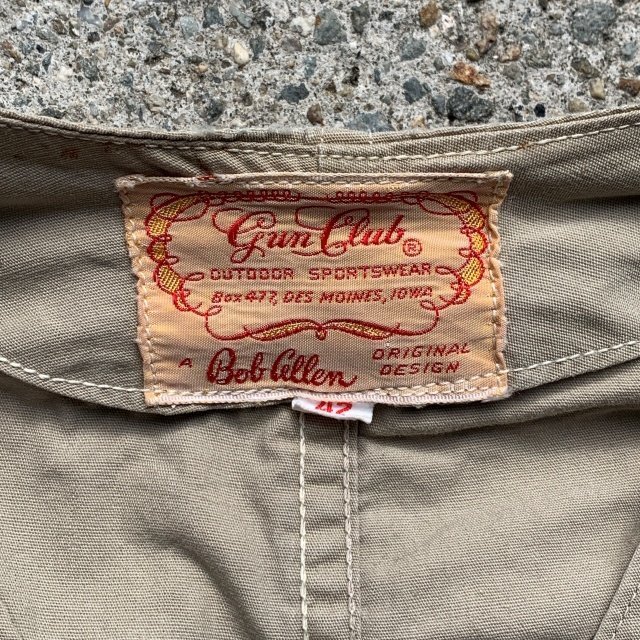 Gun Club®
OUTDOOR SPORTSWEAR
Box 477, DES MOINES, IOWA
A Bob Allen ORIGINAL DESIGN
42